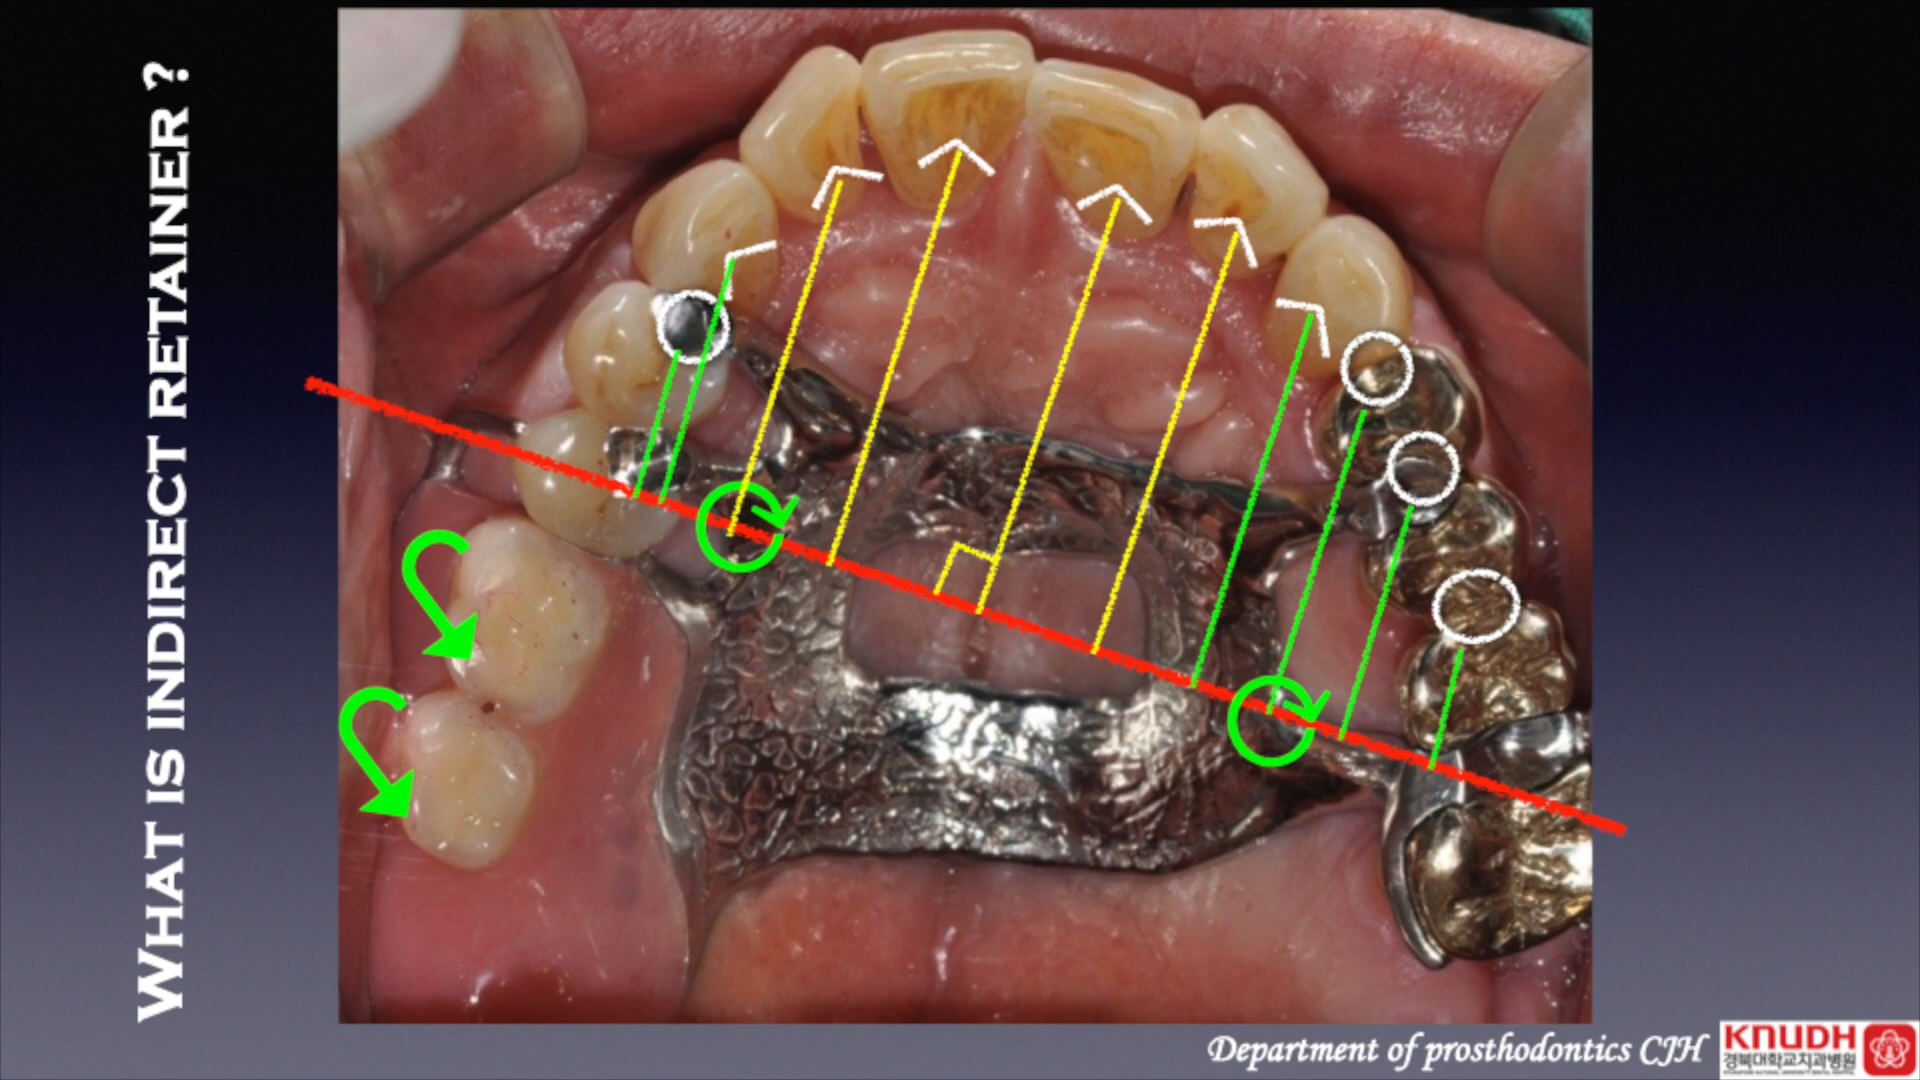 WHAT IS INDIRECT RETAINER ?
Department of prosthodontics CJH
KNUDH
경북대학교치과병원